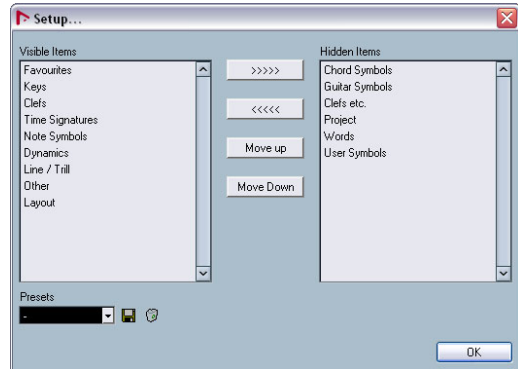 Setup...
Visible Items
Favourites
Keys
Clefs
Time Signatures
Note Symbols
Dynamics
Line / Trill
Other
Layout
>>>>>
<<<<<
Move up
Move Down
Hidden Items
Chord Symbols
Guitar Symbols
Clefs etc.
Project
Words
User Symbols
Presets
-
OK